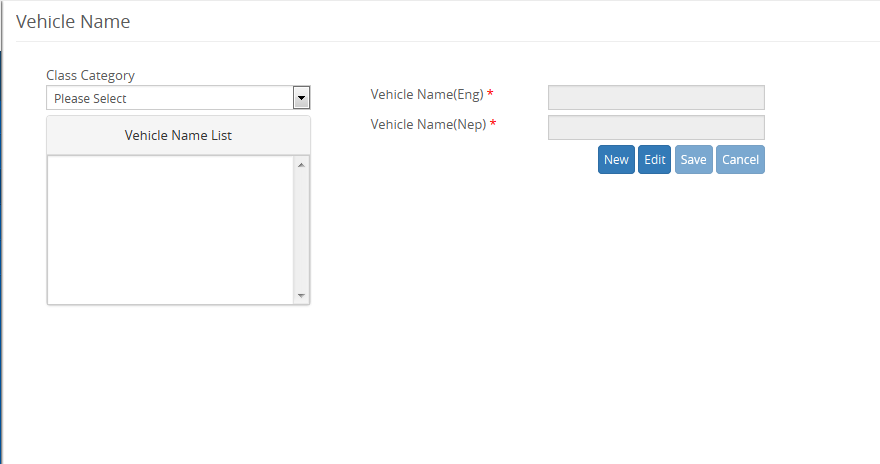 Vehicle Name
Class Category
Please Select
Vehicle Name List
Vehicle Name(Eng) *
Vehicle Name(Nep) *
New Edit Save Cancel